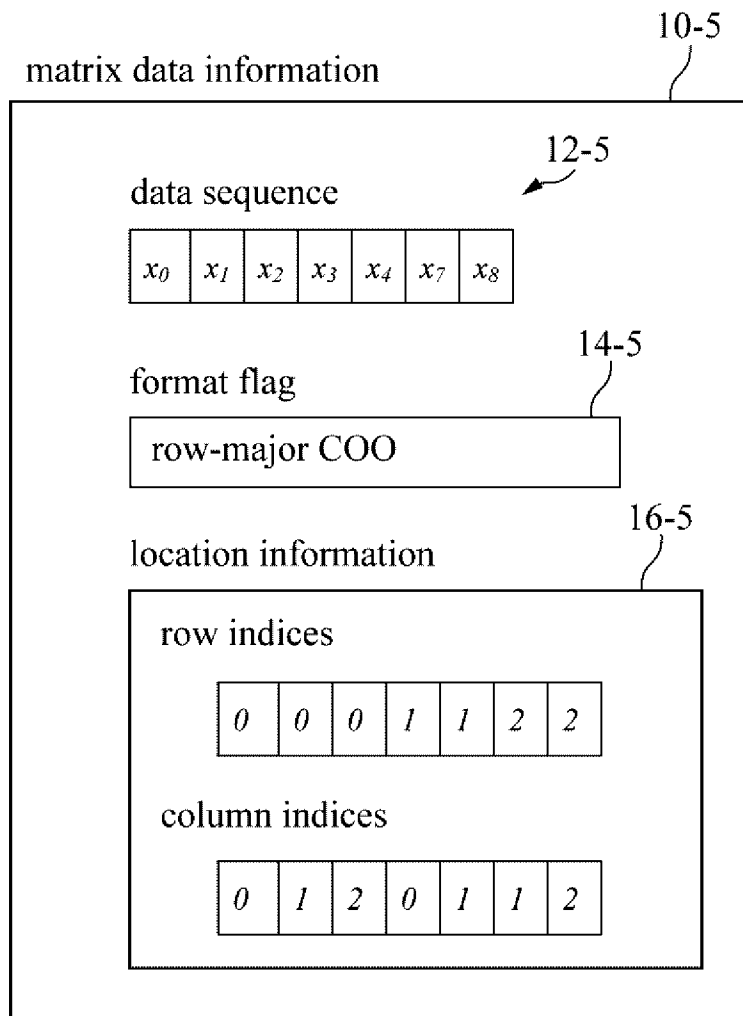 10-5
matrix data information
12-5
data sequence
x0 x1 x2 x3 x4 x7 x8
14-5
format flag
row-major COO
16-5
location information
row indices
0 0 0 1 1 2 2
column indices
0 1 2 0 1 1 2